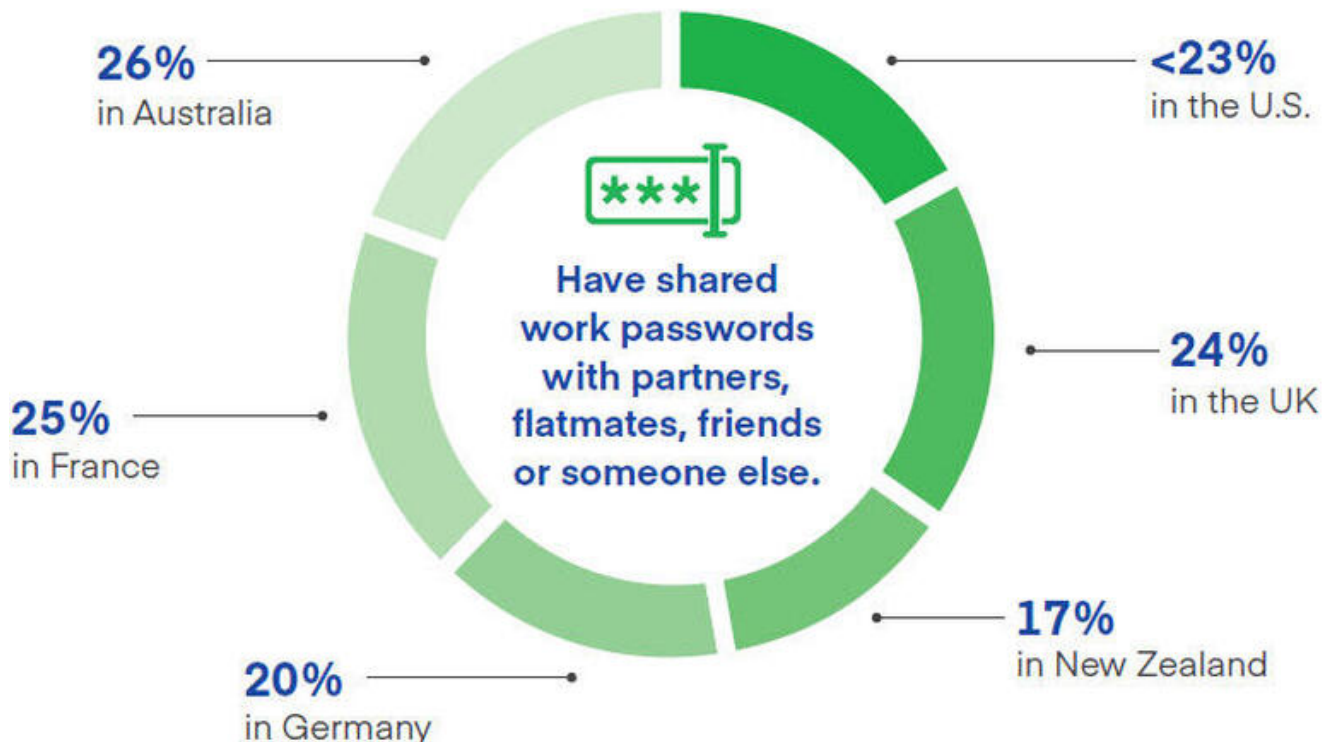 26%
in Australia
<23%
in the U.S.
***
Have shared
work passwords
with partners,
flatmates, friends
or someone else.
24%
in the UK
25%
in France
17%
in New Zealand
20%
in Germany